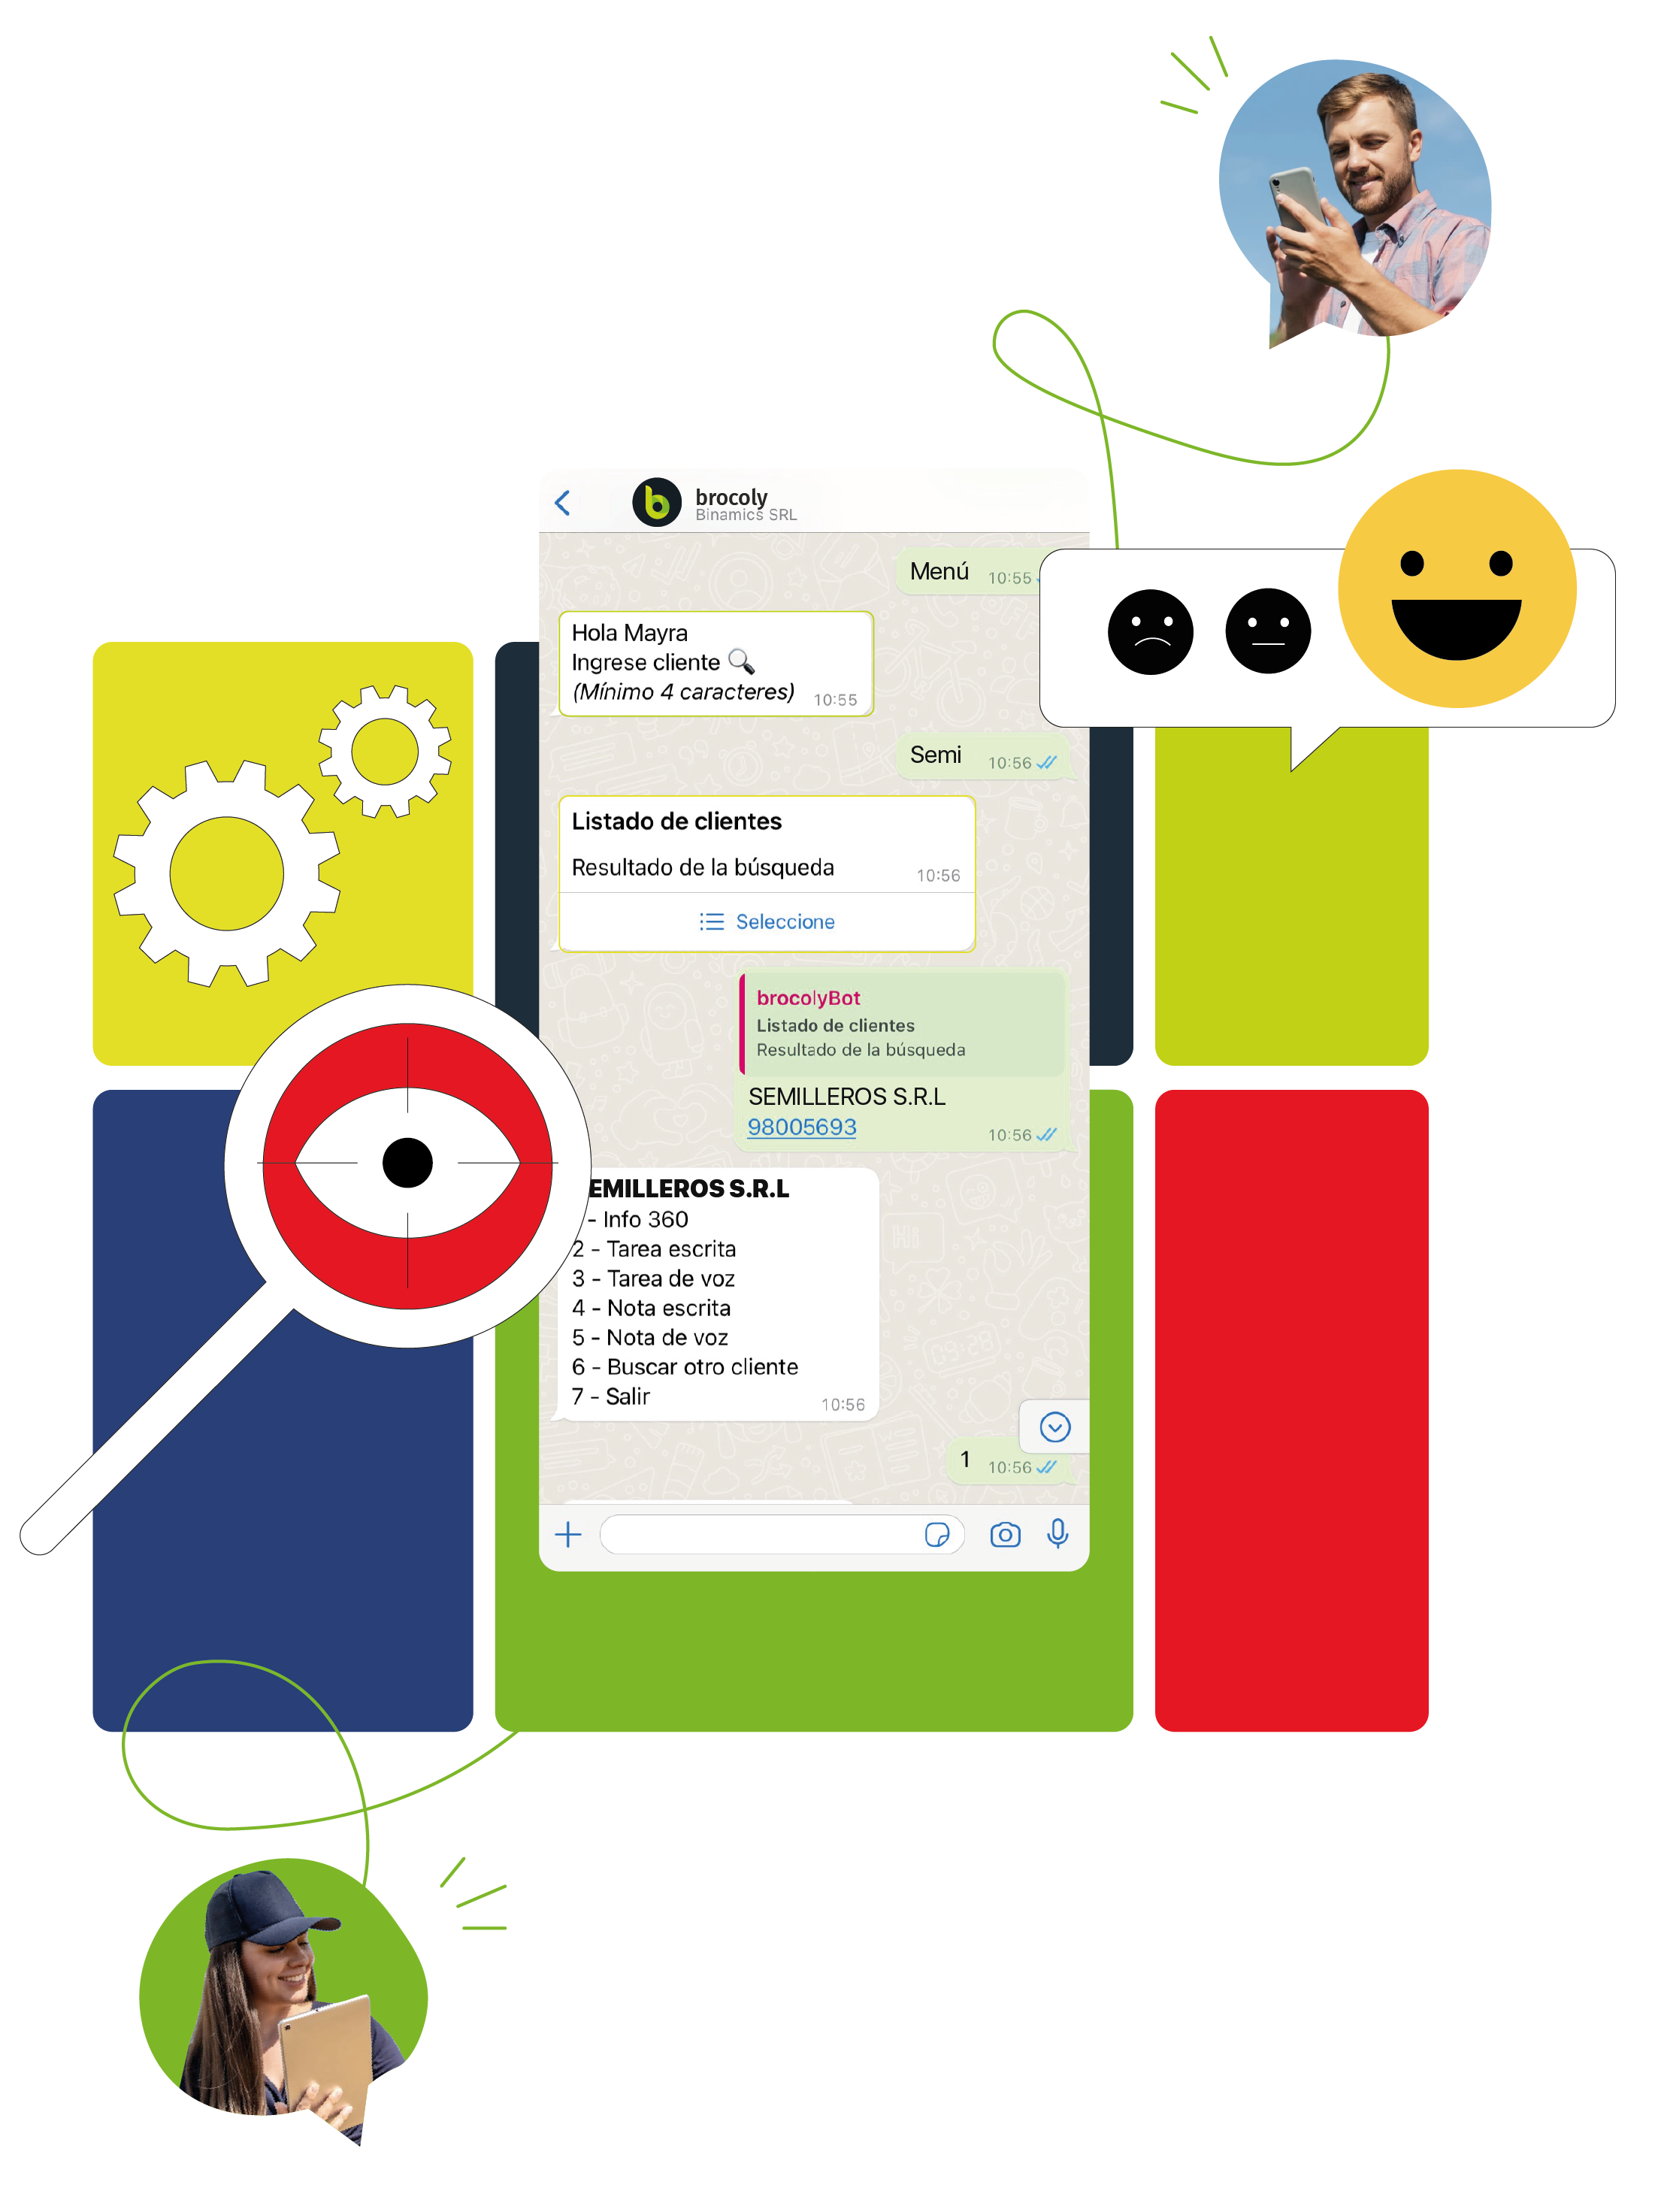 brocoly
Binamics SRL
Menú 10:55
Hola Mayra
Ingrese cliente
(Mínimo 4 caracteres) 10:55
Semi 10:56
Listado de clientes
Resultado de la búsqueda 10:56
Seleccione
brocolyBot
Listado de clientes
Resultado de la búsqueda
SEMILLEROS S.R.L
98005693 10:56
EMILLEROS S.R.L
- Info 360
2 - Tarea escrita
3 - Tarea de voz
4 - Nota escrita
5 - Nota de voz
6 - Buscar otro cliente
7 - Salir 10:56
1 10:56